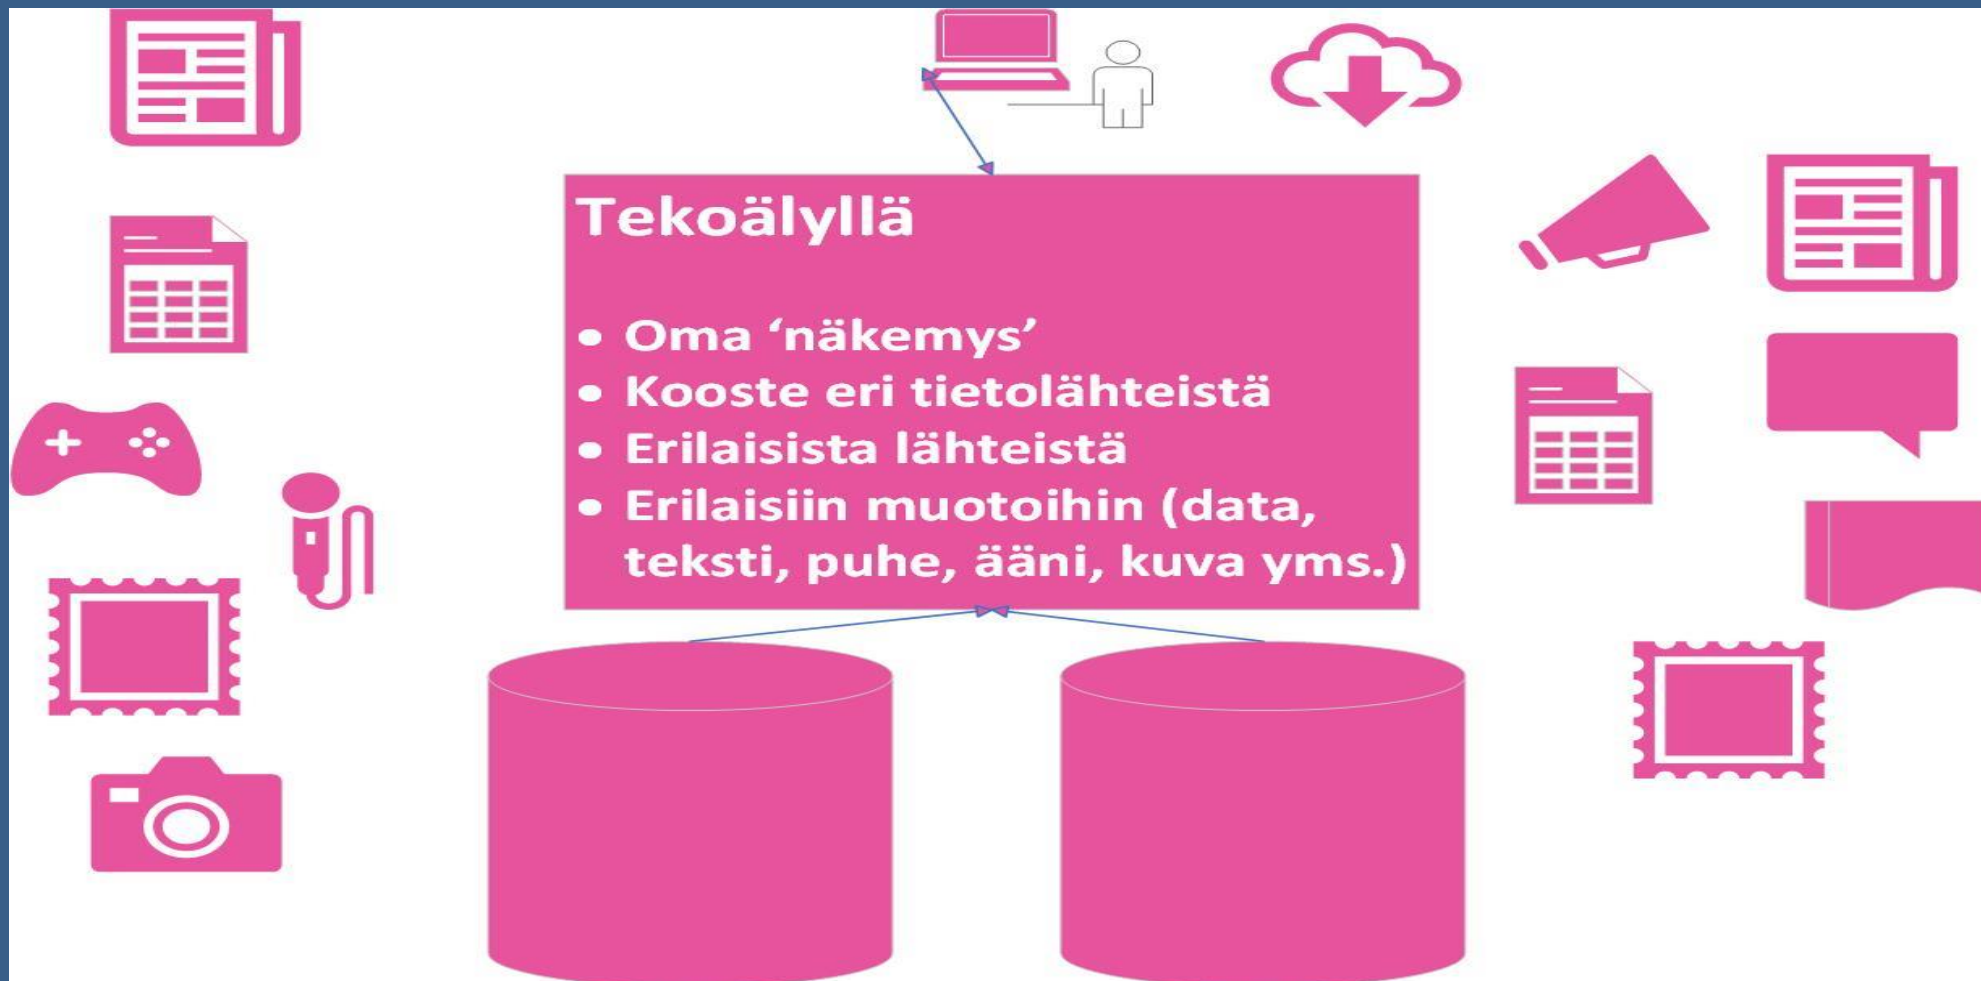 Tekoälyllä
• Oma ‘näkemys’
• Kooste eri tietolähteistä
• Erilaisista lähteistä
• Erilaisiin muotoihin (data,
teksti, puhe, ääni, kuva yms.)